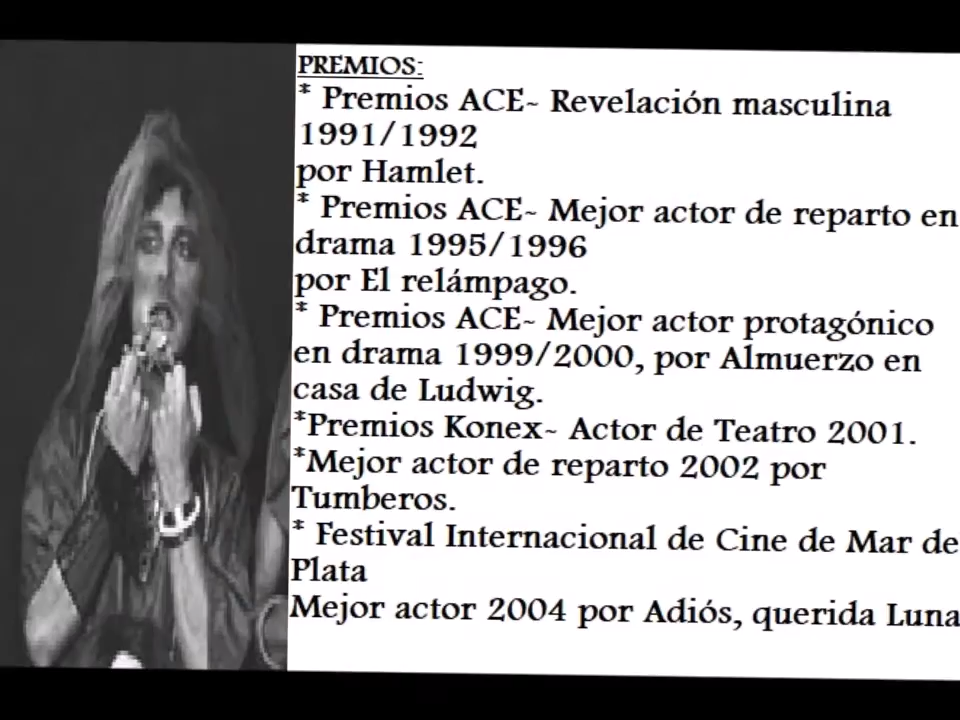 PREMIOS:
* Premios ACE~ Revelación masculina
1991/1992
por Hamlet.
* Premios ACE~ Mejor actor de reparto en
drama 1995/1996
por El relámpago.
* Premios ACE~ Mejor actor protagónico
en drama 1999/2000, por Almuerzo en
casa de Ludwig.
*Premios Konex~ Actor de Teatro 2001.
*Mejor actor de reparto 2002 por
Tumberos.
* Festival Internacional de Cine de Mar de
Plata
Mejor actor 2004 por Adiós, querida Luna